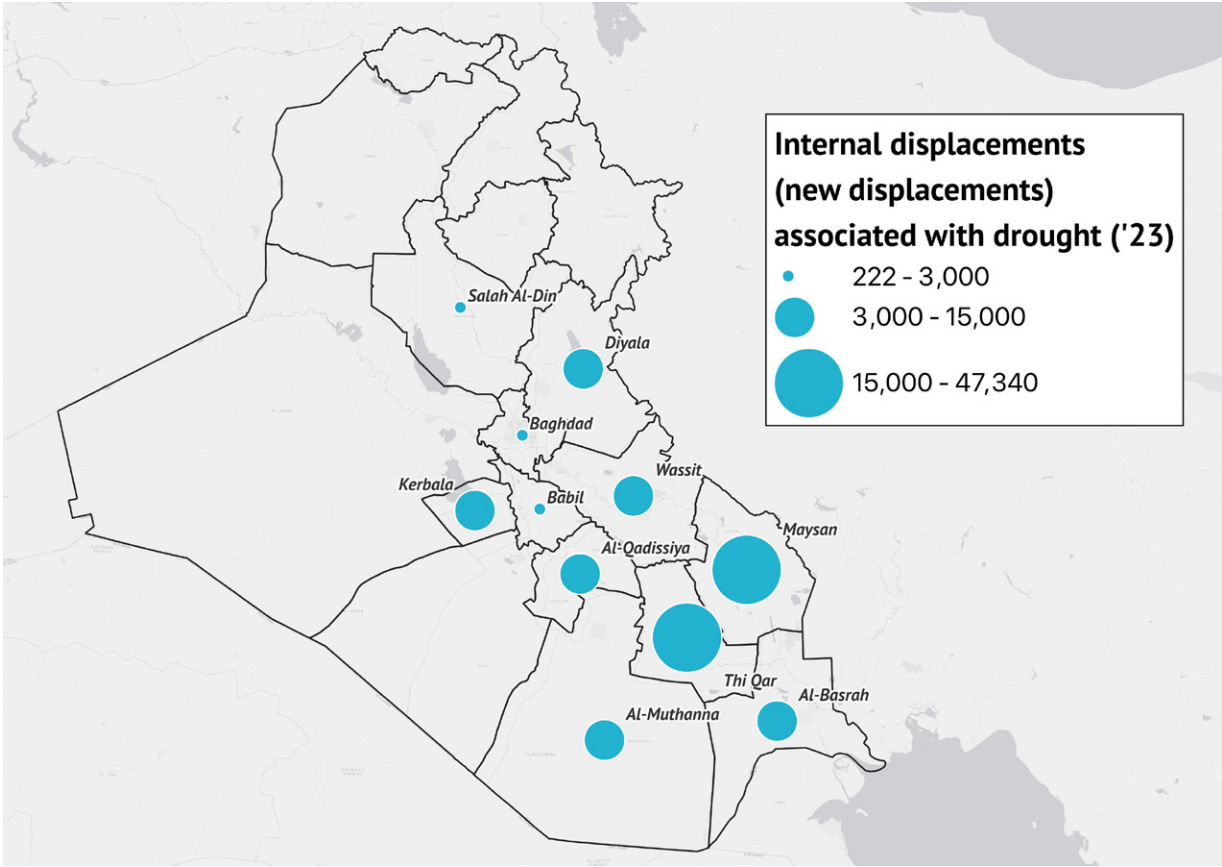 Internal displacements
(new displacements)
associated with drought ('23)
222 - 3,000
3,000 - 15,000
15,000 - 47,340
Salah Al-Din
Diyala
Baghdad
Wassit
Kerbala
Babil
Maysan
Al-Qadissiya
Thi Qar
Al-Basrah
Al-Muthanna